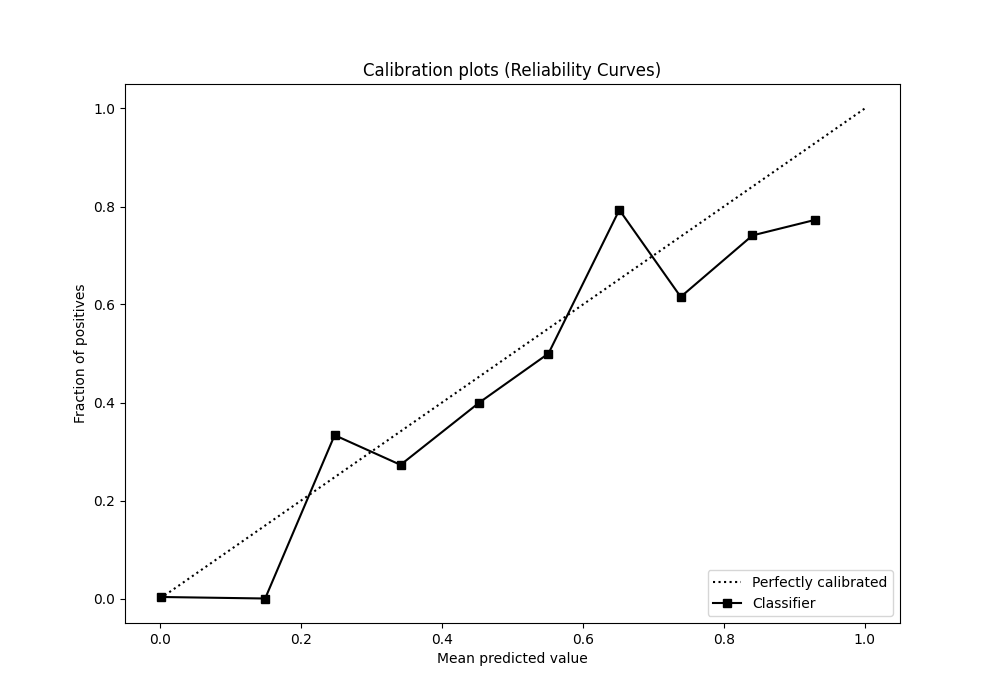 Calibration plots (Reliability Curves)
Fraction of positives
1.0
0.8
0.6
0.4
0.2
0.0
0.0 0.2 0.4 0.6 0.8 1.0
Mean predicted value
Perfectly calibrated
Classifier